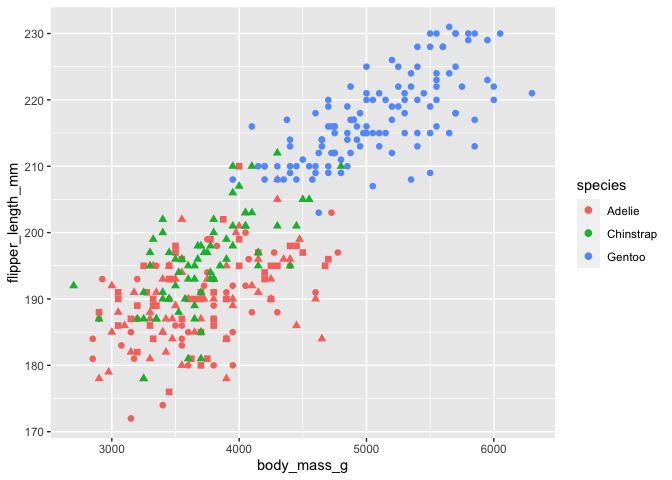 230
220
210
200
190
180
170
flipper_length_mm
3000 4000 5000 6000
body_mass_g
species
Adelie
Chinstrap
Gentoo